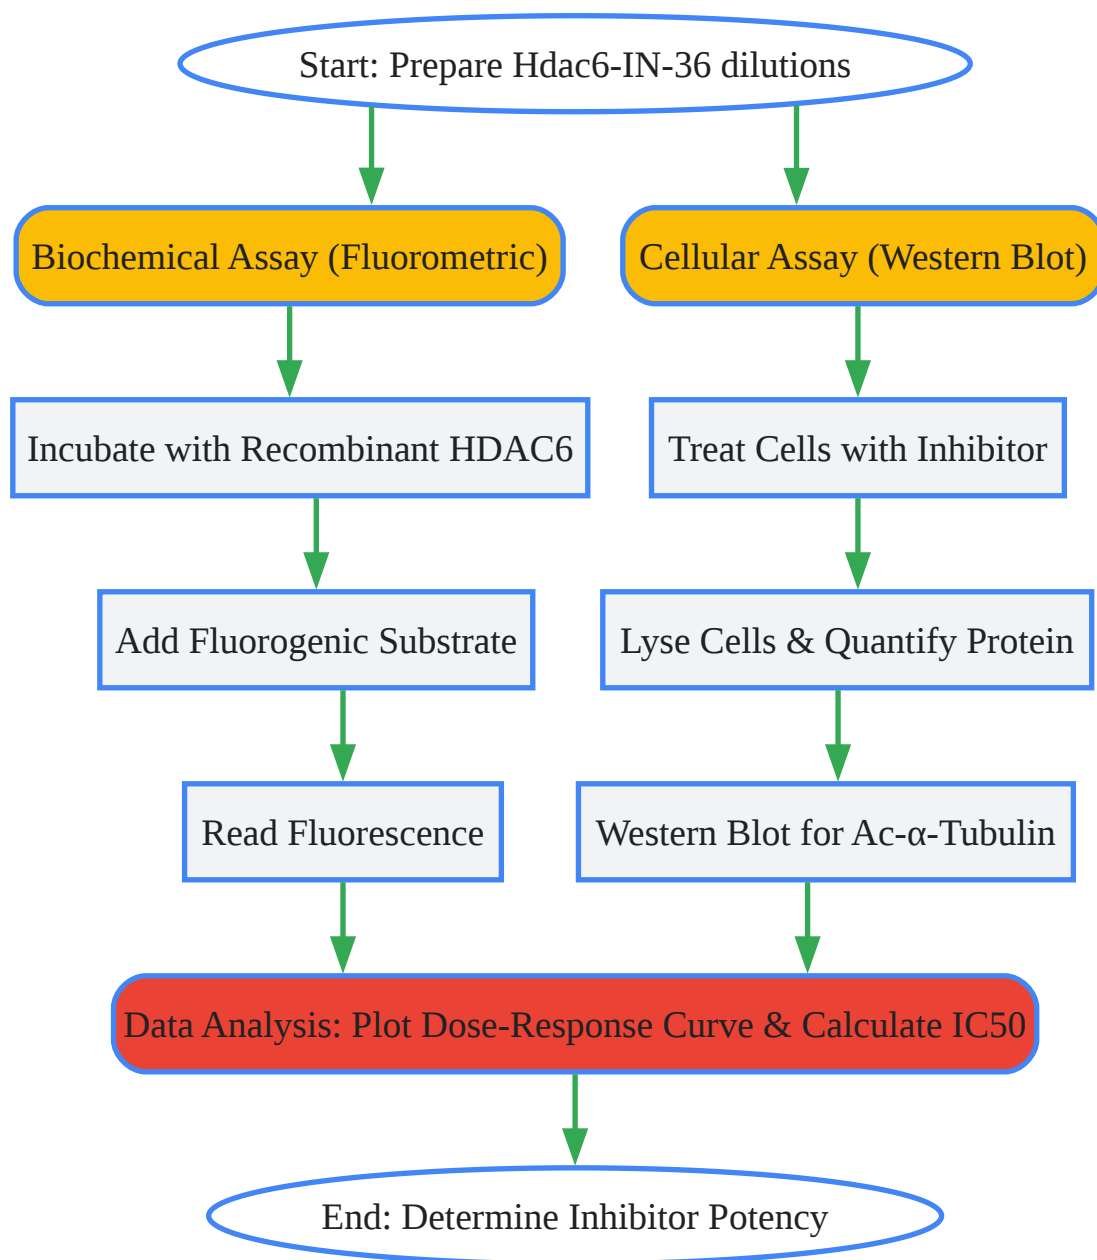 Start: Prepare Hdac6-IN-36 dilutions
Biochemical Assay (Fluorometric)
Cellular Assay (Western Blot)
Incubate with Recombinant HDAC6
Treat Cells with Inhibitor
Add Fluorogenic Substrate
Lyse Cells & Quantify Protein
Read Fluorescence
Western Blot for Ac-α-Tubulin
Data Analysis: Plot Dose-Response Curve & Calculate IC50
End: Determine Inhibitor Potency